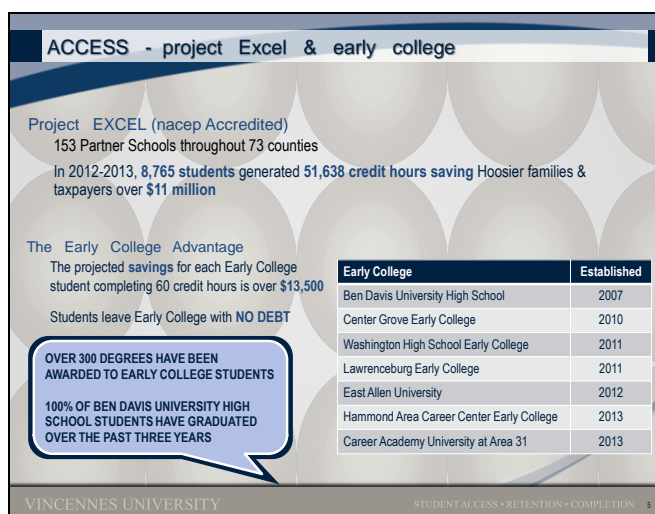 ACCESS - project Excel & early college
Project EXCEL (nacep Accredited)
153 Partner Schools throughout 73 counties
In 2012-2013, 8,765 students generated 51,638 credit hours saving Hoosier families &
taxpayers over $11 million
The Early College Advantage
The projected savings for each Early College
student completing 60 credit hours is over $13,500
Students leave Early College with NO DEBT
OVER 300 DEGREES HAVE BEEN
AWARDED TO EARLY COLLEGE STUDENTS
100% OF BEN DAVIS UNIVERSITY HIGH
SCHOOL STUDENTS HAVE GRADUATED
OVER THE PAST THREE YEARS
Early College Established
Ben Davis University High School 2007
Center Grove Early College 2010
Washington High School Early College 2011
Lawrenceburg Early College 2011
East Allen University 2012
Hammond Area Career Center Early College 2013
Career Academy University at Area 31 2013
VINCENNES UNIVERSITY STUDENT ACCESS • RETENTION • COMPLETION 5